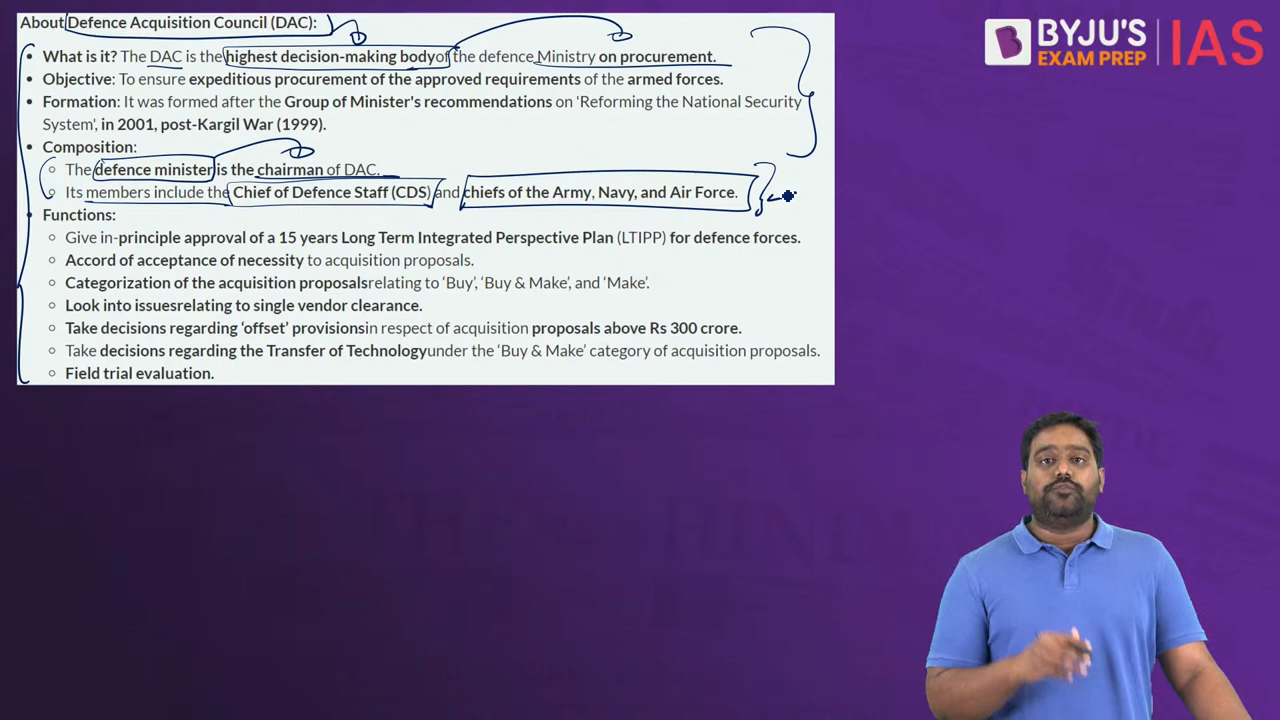 About Defence Acquisition Council (DAC):
• What is it? The DAC is the highest decision-making body of the defence Ministry on procurement.
• Objective: To ensure expeditious procurement of the approved requirements of the armed forces.
• Formation: It was formed after the Group of Minister's recommendations on 'Reforming the National Security
System', in 2001, post-Kargil War (1999).
• Composition:
○ The defence minister is the chairman of DAC.
○ Its members include the Chief of Defence Staff (CDS) and chiefs of the Army, Navy, and Air Force.
• Functions:
○ Give in-principle approval of a 15 years Long Term Integrated Perspective Plan (LTIPP) for defence forces.
○ Accord of acceptance of necessity to acquisition proposals.
○ Categorization of the acquisition proposalsrelating to 'Buy', 'Buy & Make', and 'Make'.
○ Look into issuesrelating to single vendor clearance.
○ Take decisions regarding 'offset' provisionsin respect of acquisition proposals above Rs 300 crore.
○ Take decisions regarding the Transfer of Technologyunder the 'Buy & Make' category of acquisition proposals.
○ Field trial evaluation.
BYJU'S
EXAM PREP
IAS